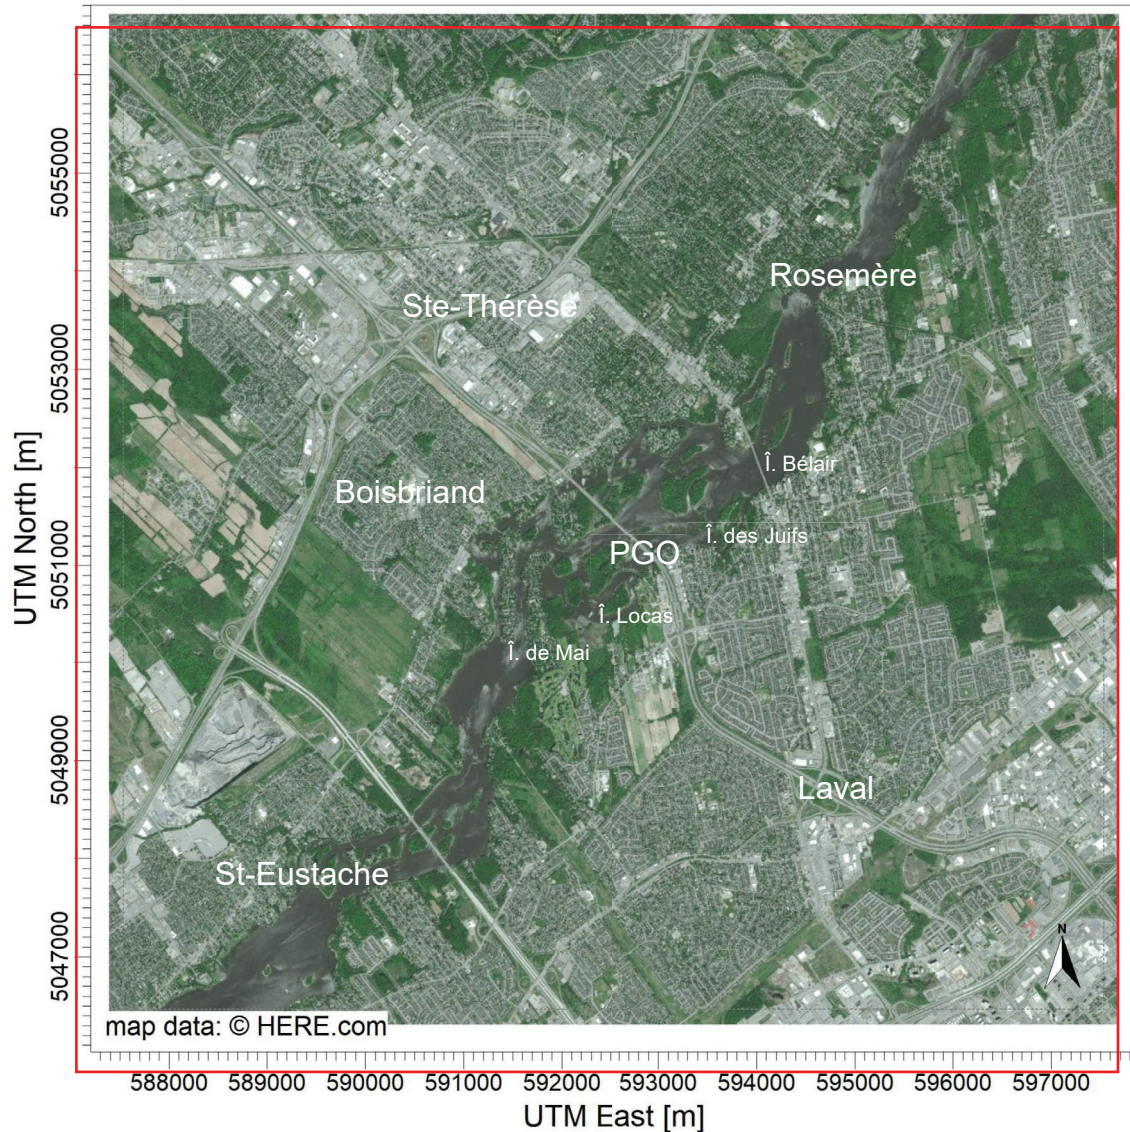 5055000
Rosemère
Ste-Thérèse
5053000
UTM North [m]
Î. Bélair
Boisbriand
Î. des Juifs
5051000
PGO
Î. Locas
Î. de Mai
5049000
Laval
St-Eustache
5047000
N
map data: © HERE.com
588000 589000 590000 591000 592000 593000 594000 595000 596000 597000
UTM East [m]